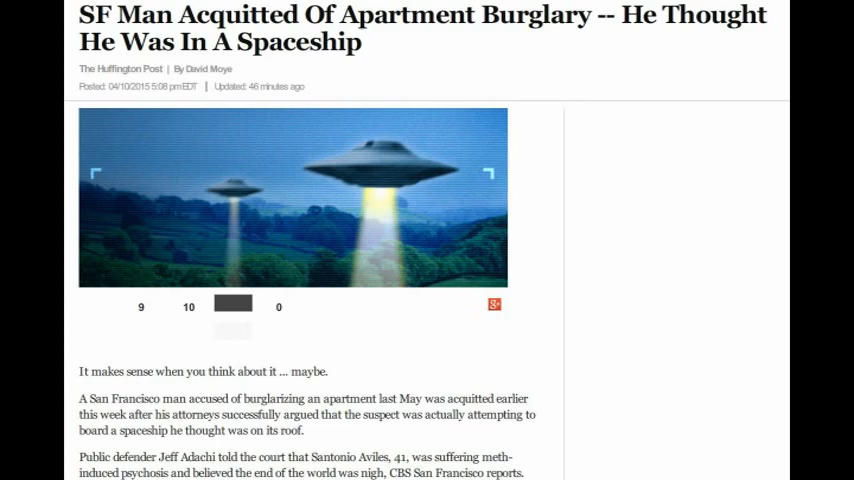 SF Man Acquitted Of Apartment Burglary -- He Thought
He Was In A Spaceship
The Huffington Post | By David Moye
Posted: 04/10/2015 5:08 pm EDT | Updated: 46 minutes ago
9 10 0
g+
It makes sense when you think about it ... maybe.
A San Francisco man accused of burglarizing an apartment last May was acquitted earlier
this week after his attorneys successfully argued that the suspect was actually attempting to
board a spaceship he thought was on its roof.
Public defender Jeff Adachi told the court that Santonio Aviles, 41, was suffering meth-
induced psychosis and believed the end of the world was nigh, CBS San Francisco reports.